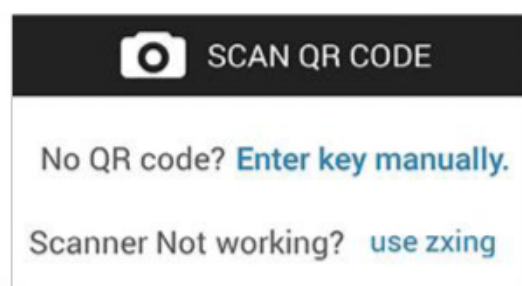 SCAN QR CODE
No QR code? Enter key manually.
Scanner Not working? use zxing